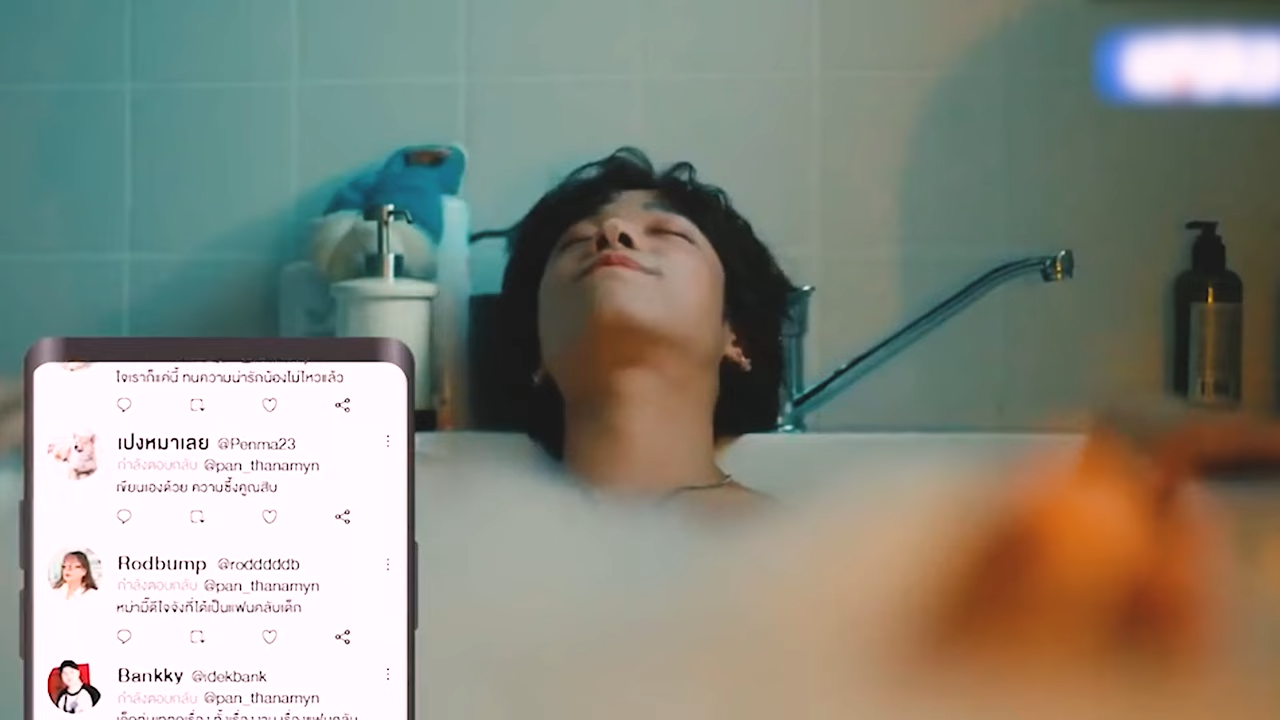 ใจเราก็แค่นี้ ทนความน่ารักน้องไม่ไหวแล้ว
เปงหมาเลย @Penma23
กำลังตอบกลับ @pan_thanamyn
เขียนเองด้วย ความซึ้งคูณสิบ
Rodbump @rodddddb
กำลังตอบกลับ @pan_thanamyn
หม่ามี๊ดีใจจังที่ได้เป็นแฟนคลับเด็ก
Bankky @idekbank
กำลังตอบกลับ @pan_thanamyn